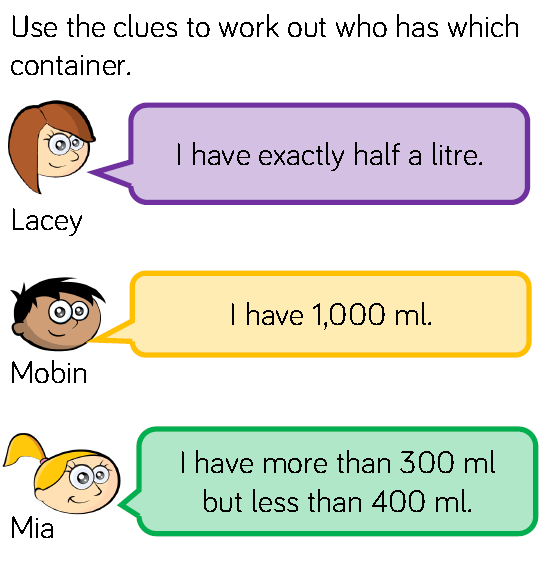 Use the clues to work out who has which
container.
I have exactly half a litre.
Lacey
I have 1,000 ml.
Mobin
I have more than 300 ml
but less than 400 ml.
Mia